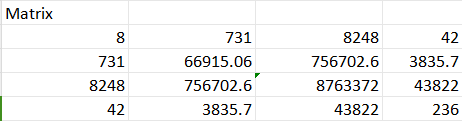 Matrix
8 731 8248 42
731 66915.06 756702.6 3835.7
8248 756702.6 8763372 43822
42 3835.7 43822 236